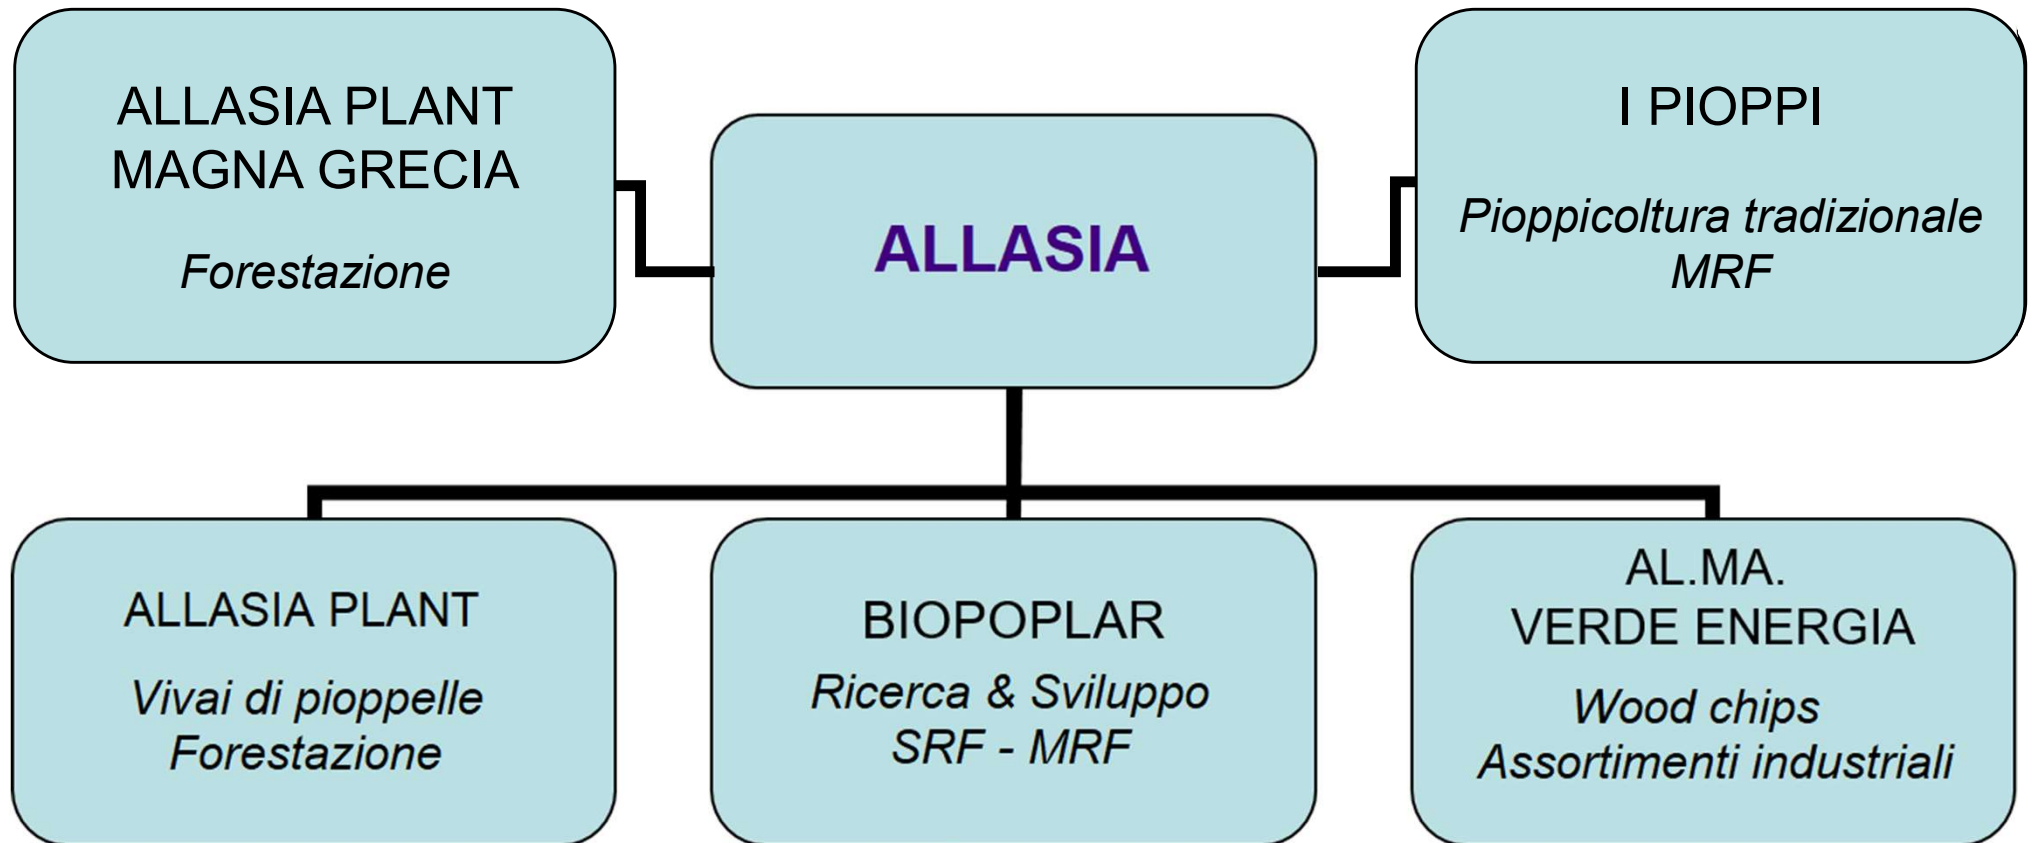 ALLASIA PLANT
MAGNA GRECIA
Forestazione
ALLASIA
I PIOPPI
Pioppicoltura tradizionale
MRF
ALLASIA PLANT
Vivai di pioppelle
Forestazione
BIOPOPLAR
Ricerca & Sviluppo
SRF - MRF
AL.MA.
VERDE ENERGIA
Wood chips
Assortimenti industriali